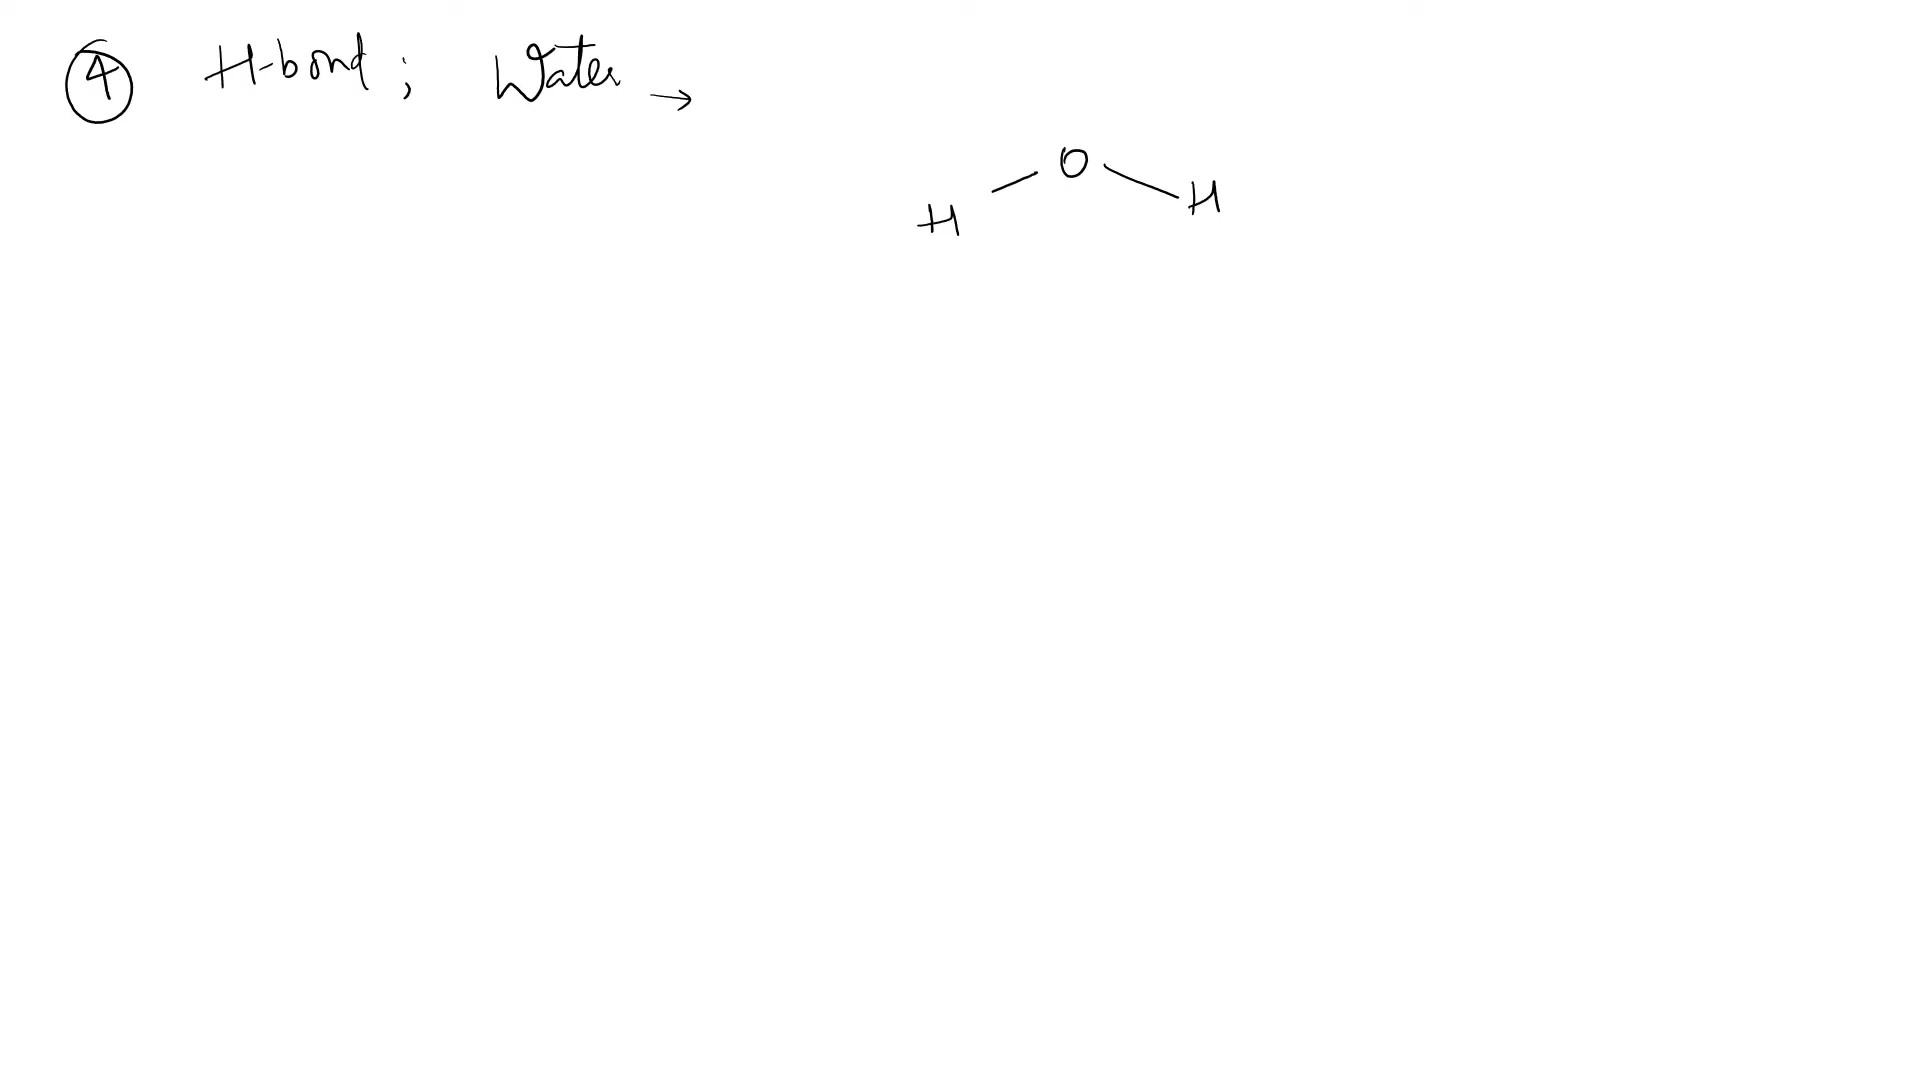 ④ H-bond; Water →
O
H H